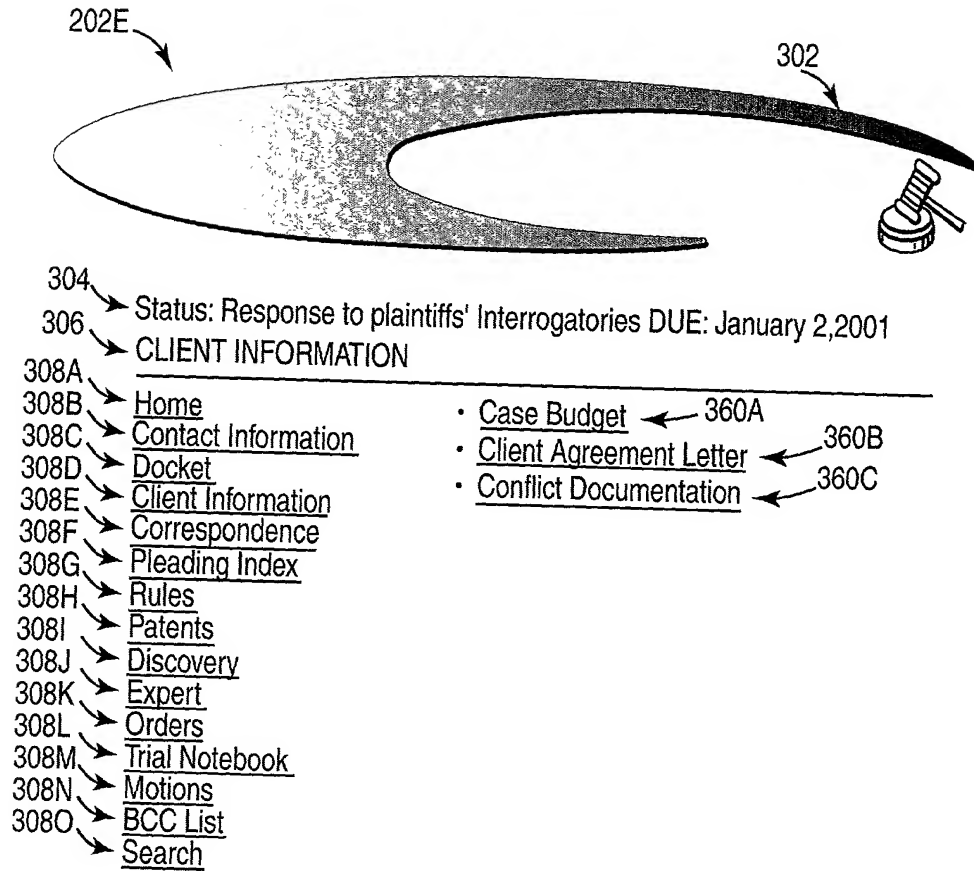 202E
302
304 Status: Response to plaintiffs' Interrogatories DUE: January 2,2001
306 CLIENT INFORMATION
308A Home · Case Budget 360A
308B Contact Information · Client Agreement Letter 360B
308C Docket · Conflict Documentation 360C
308D Client Information
308E Correspondence
308F Pleading Index
308G Rules
308H Patents
308I Discovery
308J Expert
308K Orders
308L Trial Notebook
308M Motions
308N BCC List
308O Search